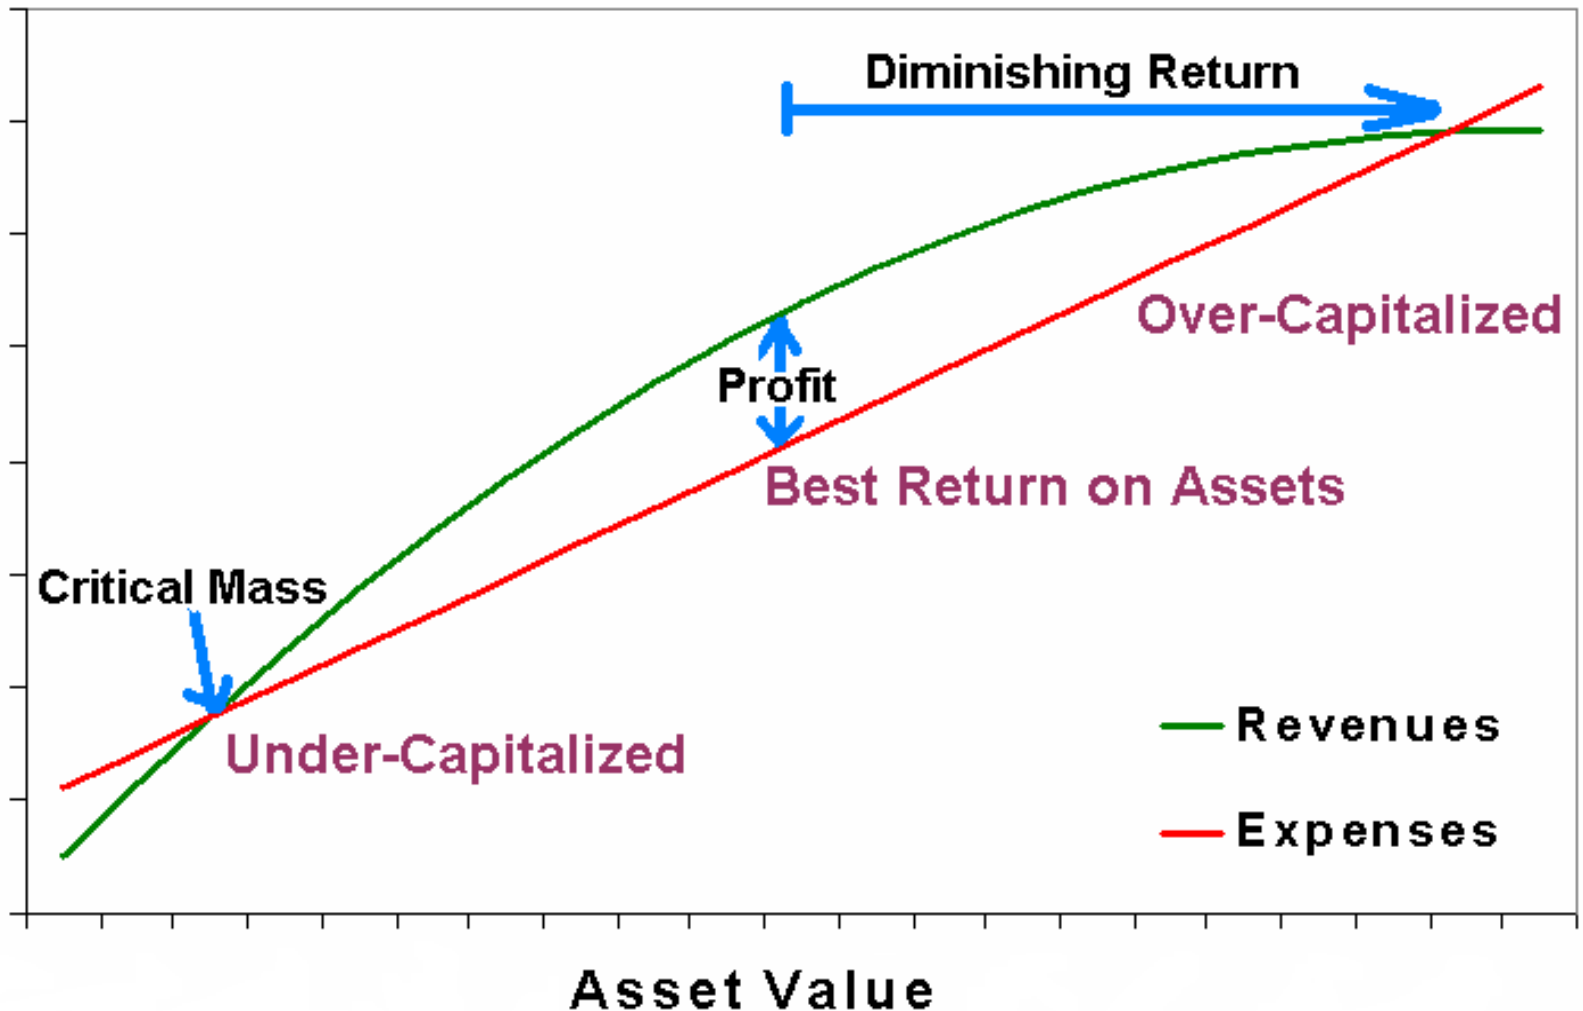 Diminishing Return
Over-Capitalized
Profit
Best Return on Assets
Critical Mass
Under-Capitalized
Revenues
Expenses
Asset Value